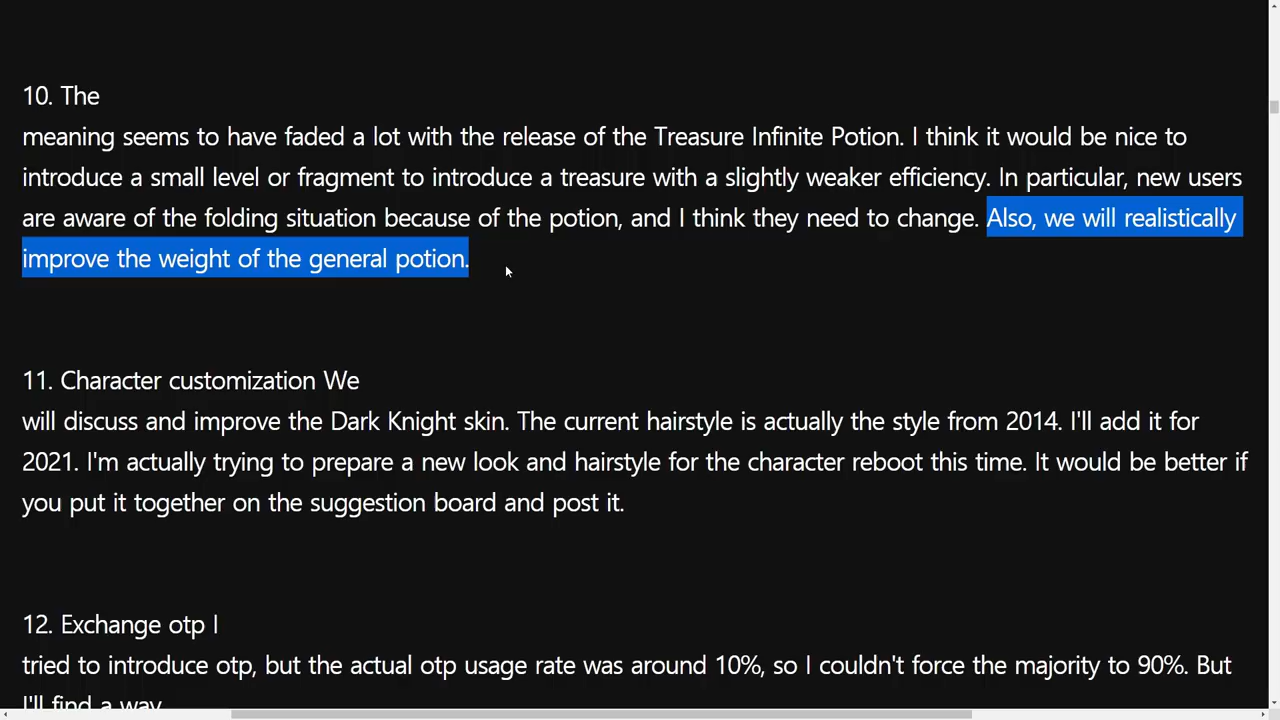 10. The
meaning seems to have faded a lot with the release of the Treasure Infinite Potion. I think it would be nice to
introduce a small level or fragment to introduce a treasure with a slightly weaker efficiency. In particular, new users
are aware of the folding situation because of the potion, and I think they need to change. Also, we will realistically
improve the weight of the general potion.
11. Character customization We
will discuss and improve the Dark Knight skin. The current hairstyle is actually the style from 2014. I'll add it for
2021. I'm actually trying to prepare a new look and hairstyle for the character reboot this time. It would be better if
you put it together on the suggestion board and post it.
12. Exchange otp I
tried to introduce otp, but the actual otp usage rate was around 10%, so I couldn't force the majority to 90%. But
I'll find a way